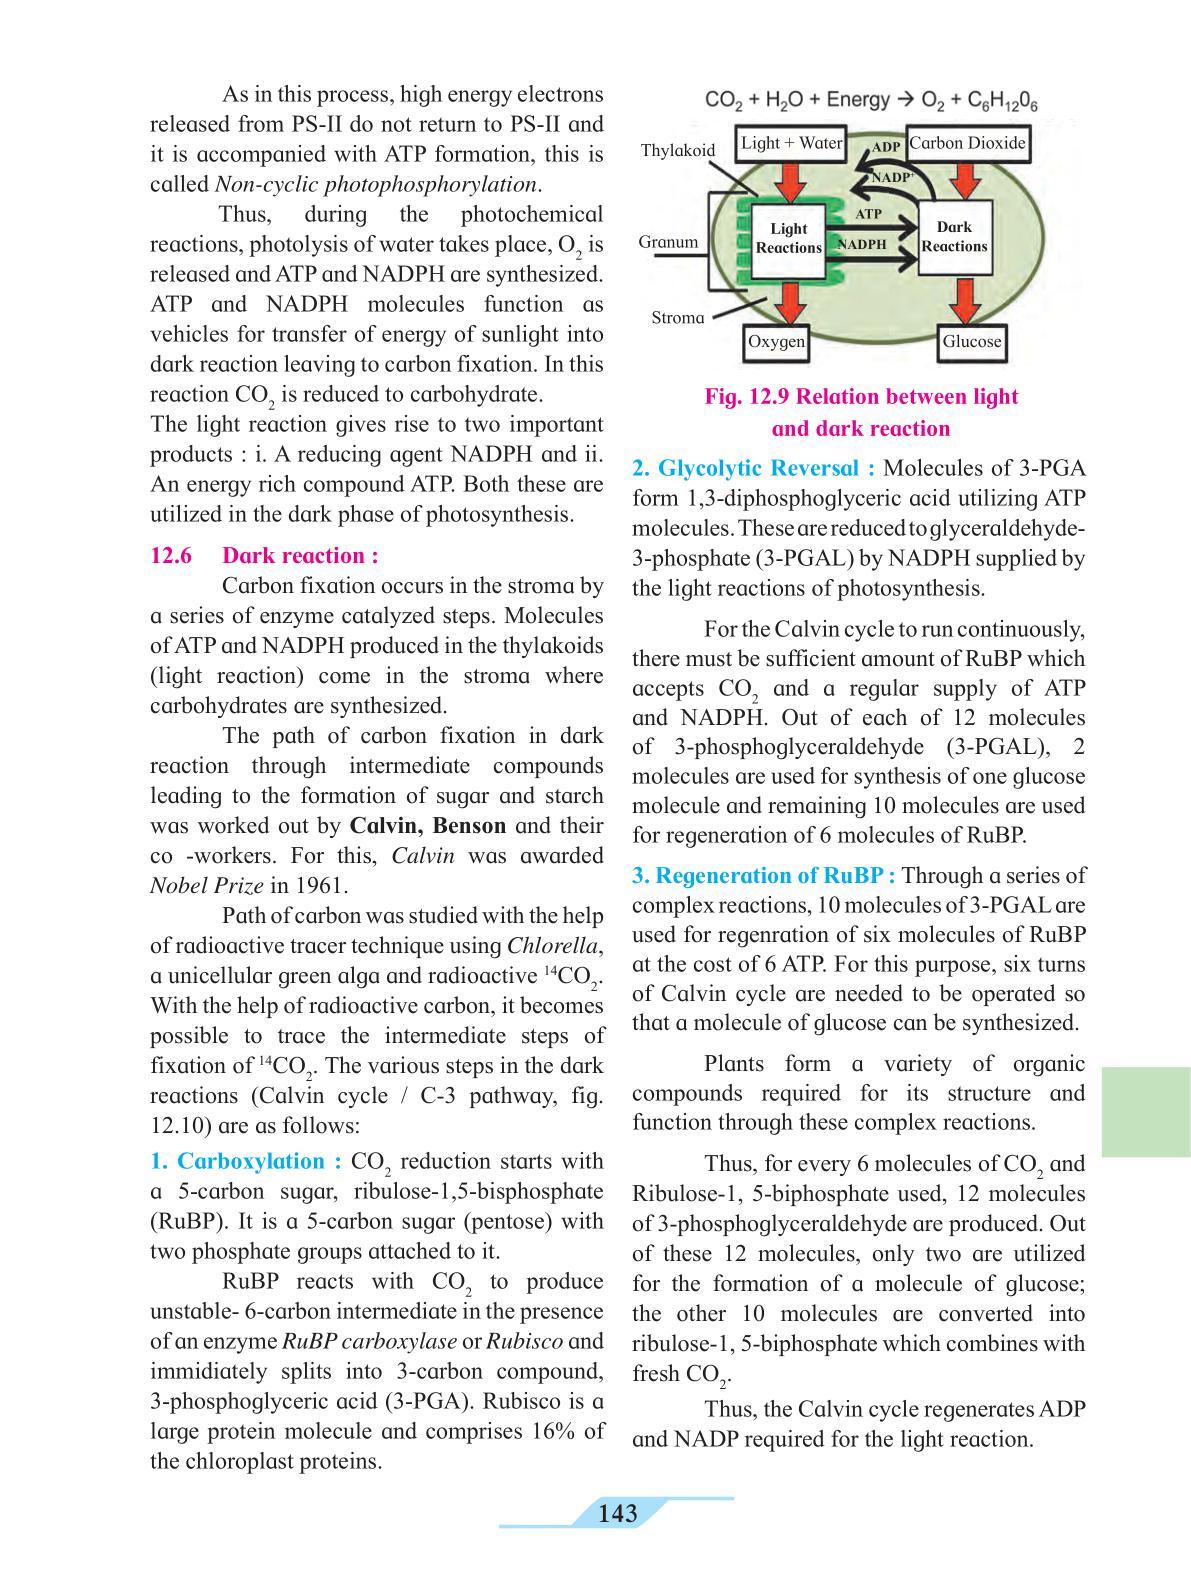 As in this process, high energy electrons
released from PS-II do not return to PS-II and
it is accompanied with ATP formation, this is
called Non-cyclic photophosphorylation.
Thus, during the photochemical
reactions, photolysis of water takes place, O₂ is
released and ATP and NADPH are synthesized.
ATP and NADPH molecules function as
vehicles for transfer of energy of sunlight into
dark reaction leaving to carbon fixation. In this
reaction CO₂ is reduced to carbohydrate.
The light reaction gives rise to two important
products : i. A reducing agent NADPH and ii.
An energy rich compound ATP. Both these are
utilized in the dark phase of photosynthesis.
12.6 Dark reaction :
Carbon fixation occurs in the stroma by
a series of enzyme catalyzed steps. Molecules
of ATP and NADPH produced in the thylakoids
(light reaction) come in the stroma where
carbohydrates are synthesized.
The path of carbon fixation in dark
reaction through intermediate compounds
leading to the formation of sugar and starch
was worked out by Calvin, Benson and their
co -workers. For this, Calvin was awarded
Nobel Prize in 1961.
Path of carbon was studied with the help
of radioactive tracer technique using Chlorella,
a unicellular green alga and radioactive ¹⁴CO₂.
With the help of radioactive carbon, it becomes
possible to trace the intermediate steps of
fixation of ¹⁴CO₂. The various steps in the dark
reactions (Calvin cycle / C-3 pathway, fig.
12.10) are as follows:
1. Carboxylation : CO₂ reduction starts with
a 5-carbon sugar, ribulose-1,5-bisphosphate
(RuBP). It is a 5-carbon sugar (pentose) with
two phosphate groups attached to it.
RuBP reacts with CO₂ to produce
unstable- 6-carbon intermediate in the presence
of an enzyme RuBP carboxylase or Rubisco and
immidiately splits into 3-carbon compound,
3-phosphoglyceric acid (3-PGA). Rubisco is a
large protein molecule and comprises 16% of
the chloroplast proteins.
CO₂ + H₂O + Energy → O₂ + C₆H₁₂0₆
Thylakoid
Light + Water
ADP
Carbon Dioxide
NADP⁺
ATP
Light
Reactions
NADPH
Dark
Reactions
Granum
Stroma
Oxygen
Glucose
Fig. 12.9 Relation between light
and dark reaction
2. Glycolytic Reversal : Molecules of 3-PGA
form 1,3-diphosphoglyceric acid utilizing ATP
molecules. These are reduced to glyceraldehyde-
3-phosphate (3-PGAL) by NADPH supplied by
the light reactions of photosynthesis.
For the Calvin cycle to run continuously,
there must be sufficient amount of RuBP which
accepts CO₂ and a regular supply of ATP
and NADPH. Out of each of 12 molecules
of 3-phosphoglyceraldehyde (3-PGAL), 2
molecules are used for synthesis of one glucose
molecule and remaining 10 molecules are used
for regeneration of 6 molecules of RuBP.
3. Regeneration of RuBP : Through a series of
complex reactions, 10 molecules of 3-PGAL are
used for regenration of six molecules of RuBP
at the cost of 6 ATP. For this purpose, six turns
of Calvin cycle are needed to be operated so
that a molecule of glucose can be synthesized.
Plants form a variety of organic
compounds required for its structure and
function through these complex reactions.
Thus, for every 6 molecules of CO₂ and
Ribulose-1, 5-biphosphate used, 12 molecules
of 3-phosphoglyceraldehyde are produced. Out
of these 12 molecules, only two are utilized
for the formation of a molecule of glucose;
the other 10 molecules are converted into
ribulose-1, 5-biphosphate which combines with
fresh CO₂.
Thus, the Calvin cycle regenerates ADP
and NADP required for the light reaction.
143